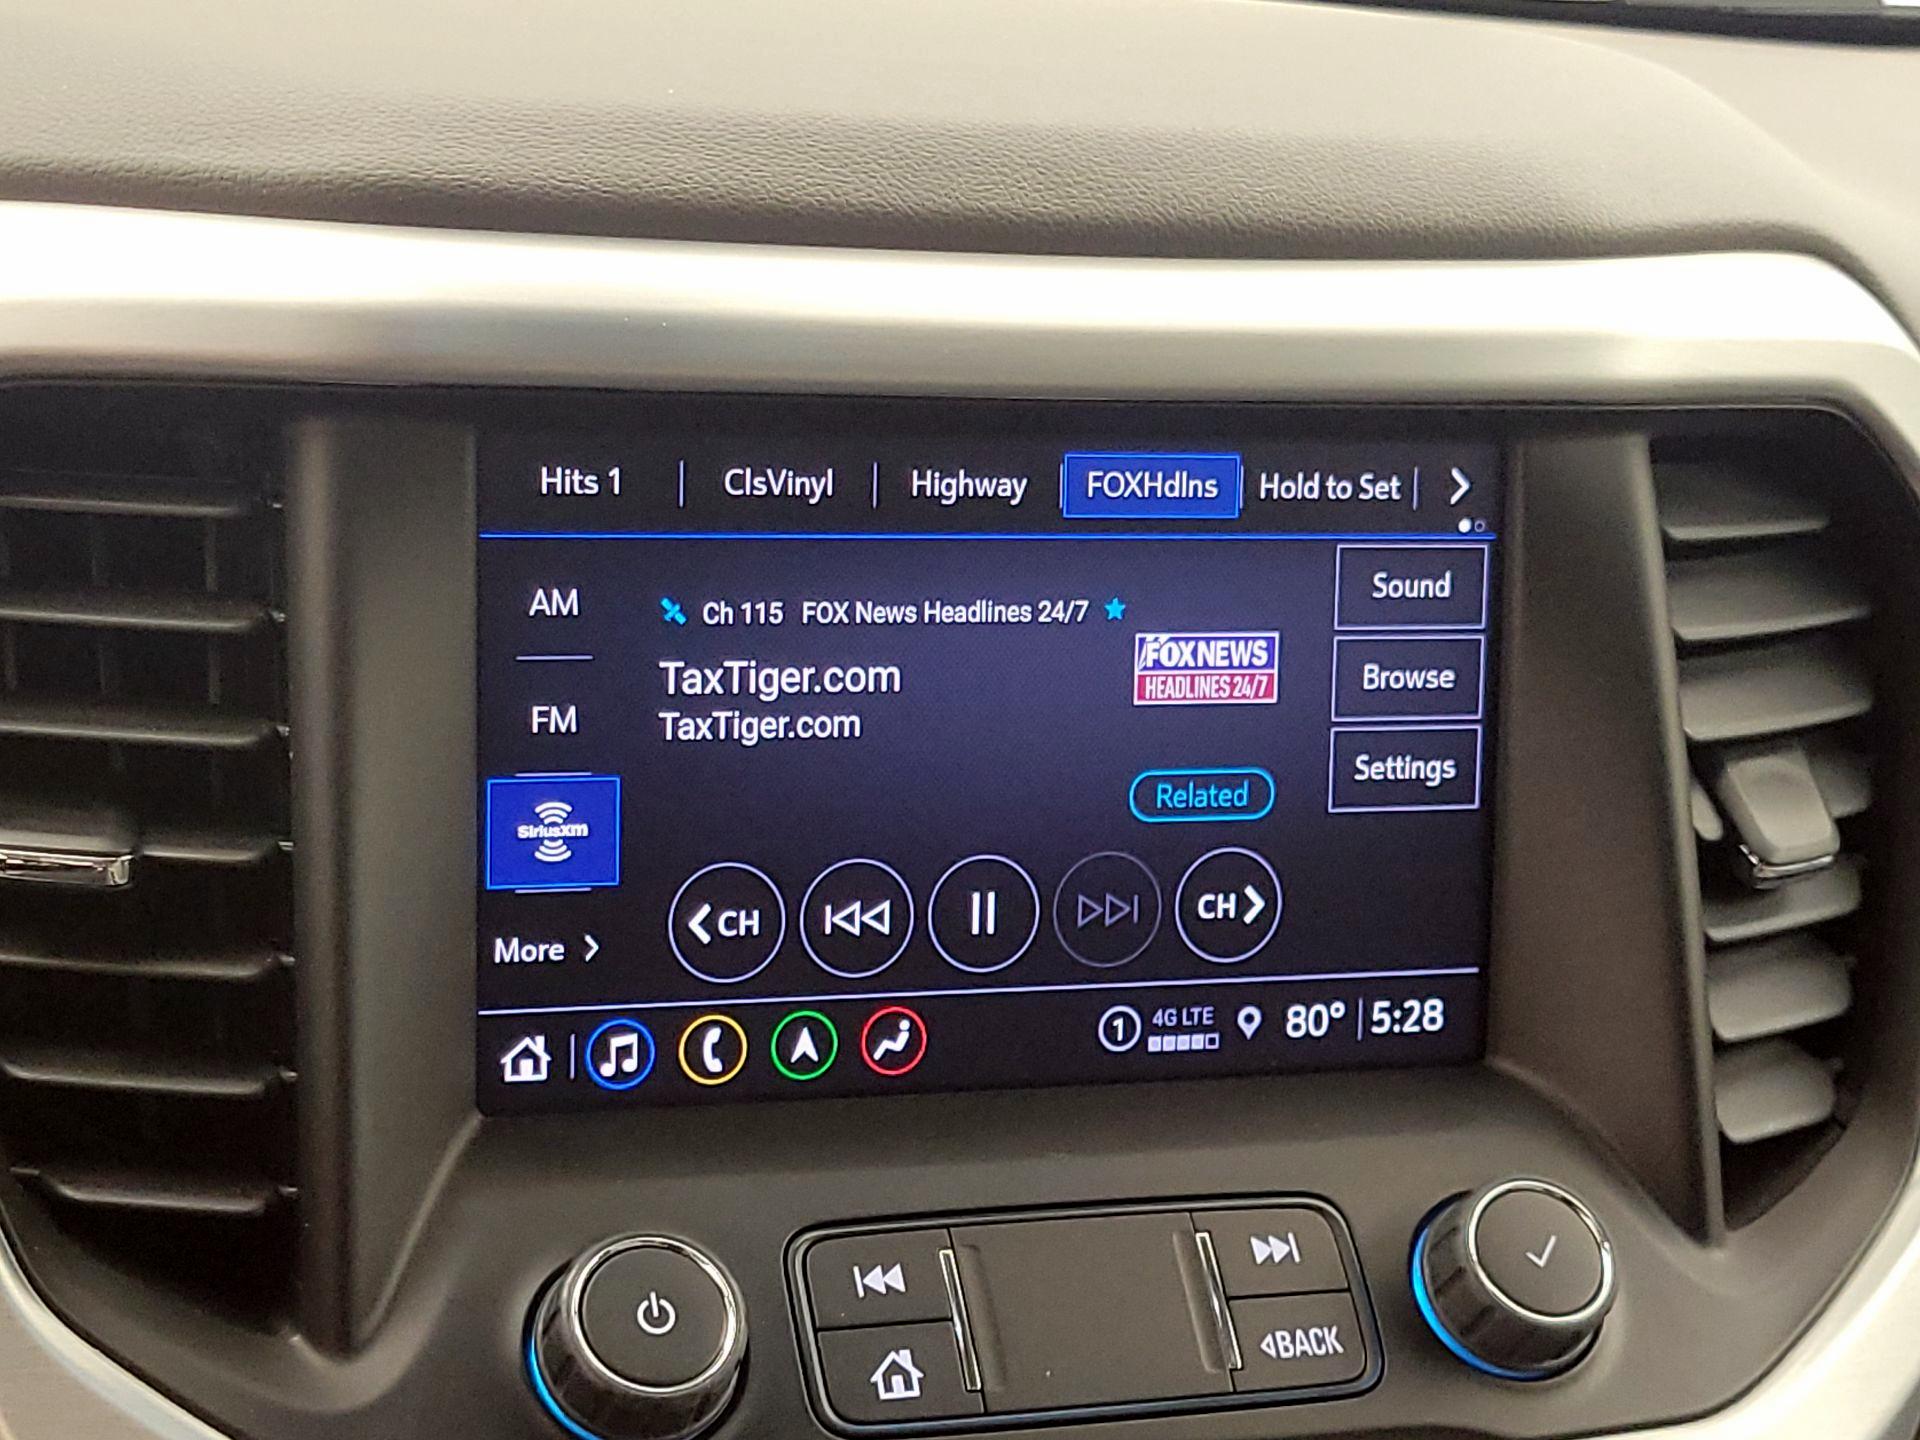 Hits 1 ClsVinyl Highway FOXHdlns Hold to Set
AM
Ch 115 FOX News Headlines 24/7
Sound
FOX NEWS
HEADLINES 24/7
TaxTiger.com
Browse
FM
TaxTiger.com
Settings
Related
SiriusXM
CH
CH
More
1 4G LTE 80° 5:28
BACK